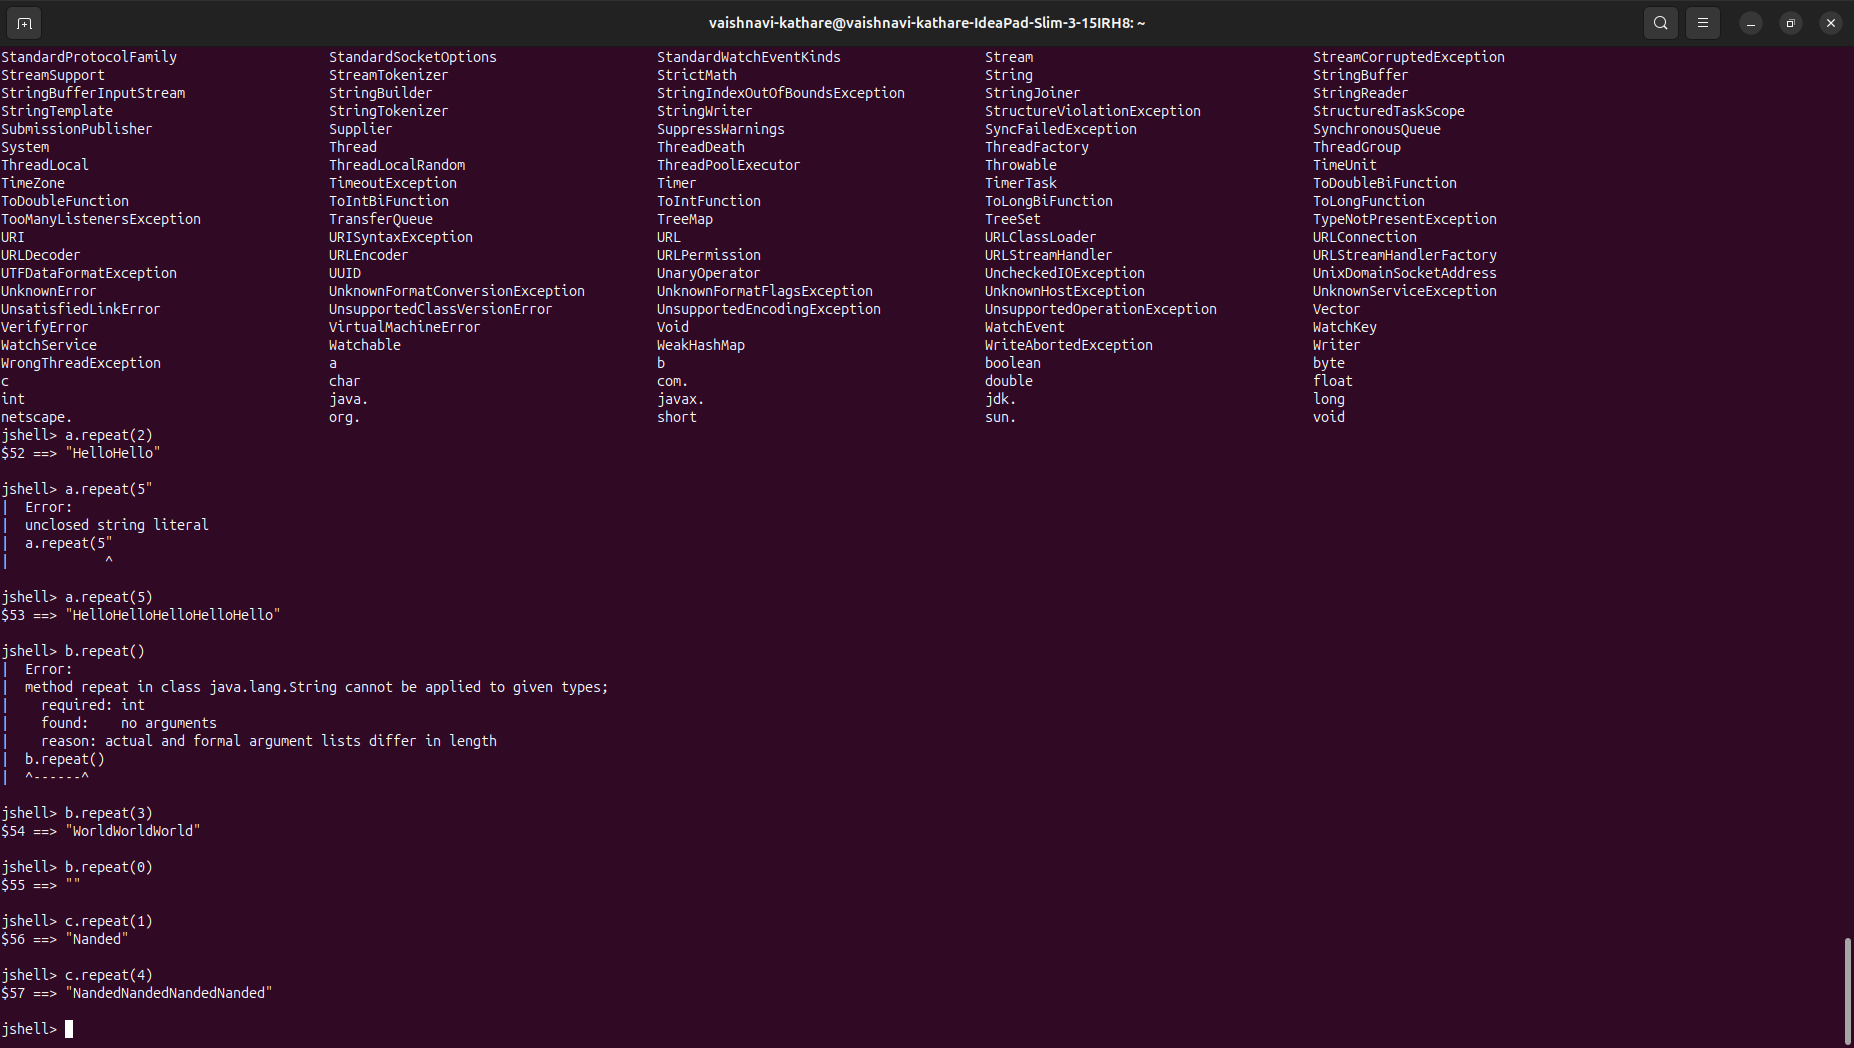 vaishnavi-kathare@vaishnavi-kathare-IdeaPad-Slim-3-15IRH8: ~
StandardProtocolFamily StandardSocketOptions StandardWatchEventKinds Stream StreamCorruptedException
StreamSupport StreamTokenizer StrictMath String StringBuffer
StringBufferInputStream StringBuilder StringIndexOutOfBoundsException StringJoiner StringReader
StringTemplate StringTokenizer StringWriter StructureViolationException StructuredTaskScope
SubmissionPublisher Supplier SuppressWarnings SyncFailedException SynchronousQueue
System Thread ThreadDeath ThreadFactory ThreadGroup
ThreadLocal ThreadLocalRandom ThreadPoolExecutor Throwable TimeUnit
TimeZone TimeoutException Timer TimerTask ToDoubleBiFunction
ToDoubleFunction ToIntBiFunction ToIntFunction ToLongBiFunction ToLongFunction
TooManyListenersException TransferQueue TreeMap TreeSet TypeNotPresentException
URI URISyntaxException URL URLClassLoader URLConnection
URLDecoder URLEncoder URLPermission URLStreamHandler URLStreamHandlerFactory
UTFDataFormatException UUID UnaryOperator UncheckedIOException UnixDomainSocketAddress
UnknownError UnknownFormatConversionException UnknownFormatFlagsException UnknownHostException UnknownServiceException
UnsatisfiedLinkError UnsupportedClassVersionError UnsupportedEncodingException UnsupportedOperationException Vector
VerifyError VirtualMachineError Void WatchEvent WatchKey
WatchService Watchable WeakHashMap WriteAbortedException Writer
WrongThreadException a b boolean byte
c char com. double float
int java. javax. jdk. long
netscape. org. short sun. void
jshell> a.repeat(2)
$52 ==> "HelloHello"
jshell> a.repeat(5"
|  Error:
|  unclosed string literal
|  a.repeat(5"
|            ^
jshell> a.repeat(5)
$53 ==> "HelloHelloHelloHelloHello"
jshell> b.repeat()
|  Error:
|  method repeat in class java.lang.String cannot be applied to given types;
|    required: int
|    found:    no arguments
|    reason: actual and formal argument lists differ in length
|  b.repeat()
|  ^------^
jshell> b.repeat(3)
$54 ==> "WorldWorldWorld"
jshell> b.repeat(0)
$55 ==> ""
jshell> c.repeat(1)
$56 ==> "Nanded"
jshell> c.repeat(4)
$57 ==> "NandedNandedNandedNanded"
jshell>